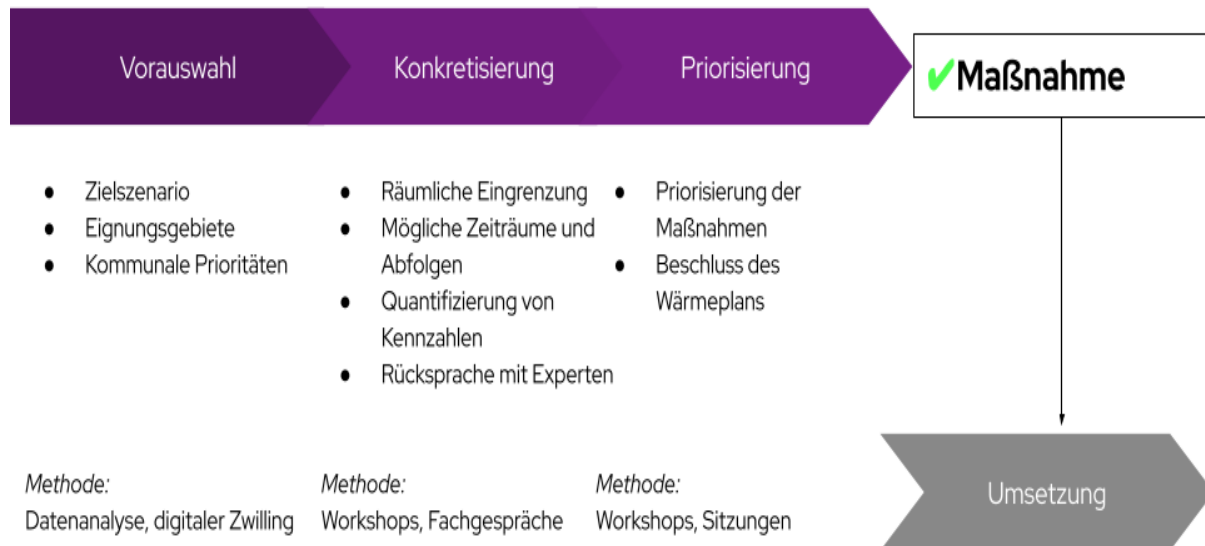 Vorauswahl
Konkretisierung
Priorisierung
✔Maßnahme
● Zielszenario
● Eignungsgebiete
● Kommunale Prioritäten
● Räumliche Eingrenzung
● Mögliche Zeiträume und
Abfolgen
● Quantifizierung von
Kennzahlen
● Rücksprache mit Experten
● Priorisierung der
Maßnahmen
● Beschluss des
Wärmeplans
Methode:
Datenanalyse, digitaler Zwilling
Methode:
Workshops, Fachgespräche
Methode:
Workshops, Sitzungen
Umsetzung